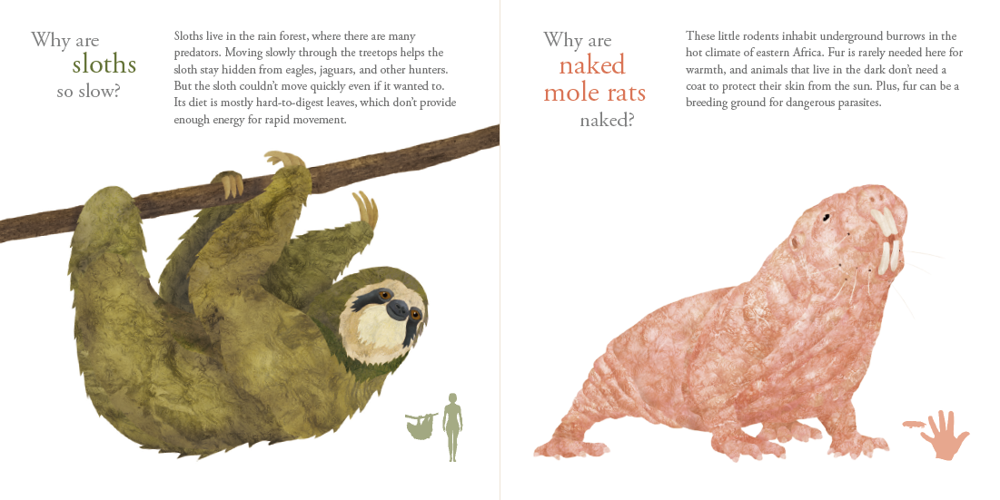 Why are
sloths
so slow?
Sloths live in the rain forest, where there are many
predators. Moving slowly through the treetops helps the
sloth stay hidden from eagles, jaguars, and other hunters.
But the sloth couldn’t move quickly even if it wanted to.
Its diet is mostly hard-to-digest leaves, which don’t provide
enough energy for rapid movement.
Why are
naked
mole rats
naked?
These little rodents inhabit underground burrows in the
hot climate of eastern Africa. Fur is rarely needed here for
warmth, and animals that live in the dark don’t need a
coat to protect their skin from the sun. Plus, fur can be a
breeding ground for dangerous parasites.